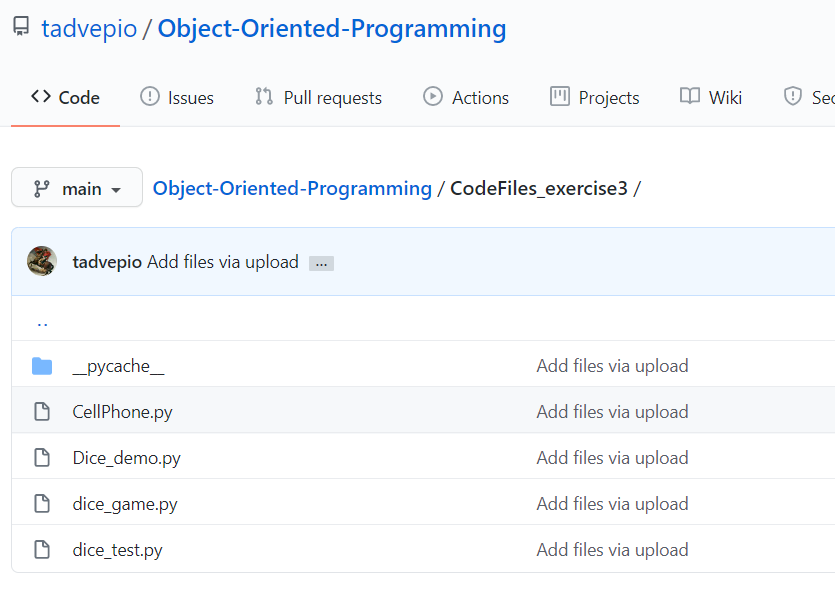 tadvepio / Object-Oriented-Programming
Code Issues Pull requests Actions Projects Wiki Sec
main Object-Oriented-Programming / CodeFiles_exercise3 /
tadvepio Add files via upload ...
..
__pycache__ Add files via upload
CellPhone.py Add files via upload
Dice_demo.py Add files via upload
dice_game.py Add files via upload
dice_test.py Add files via upload